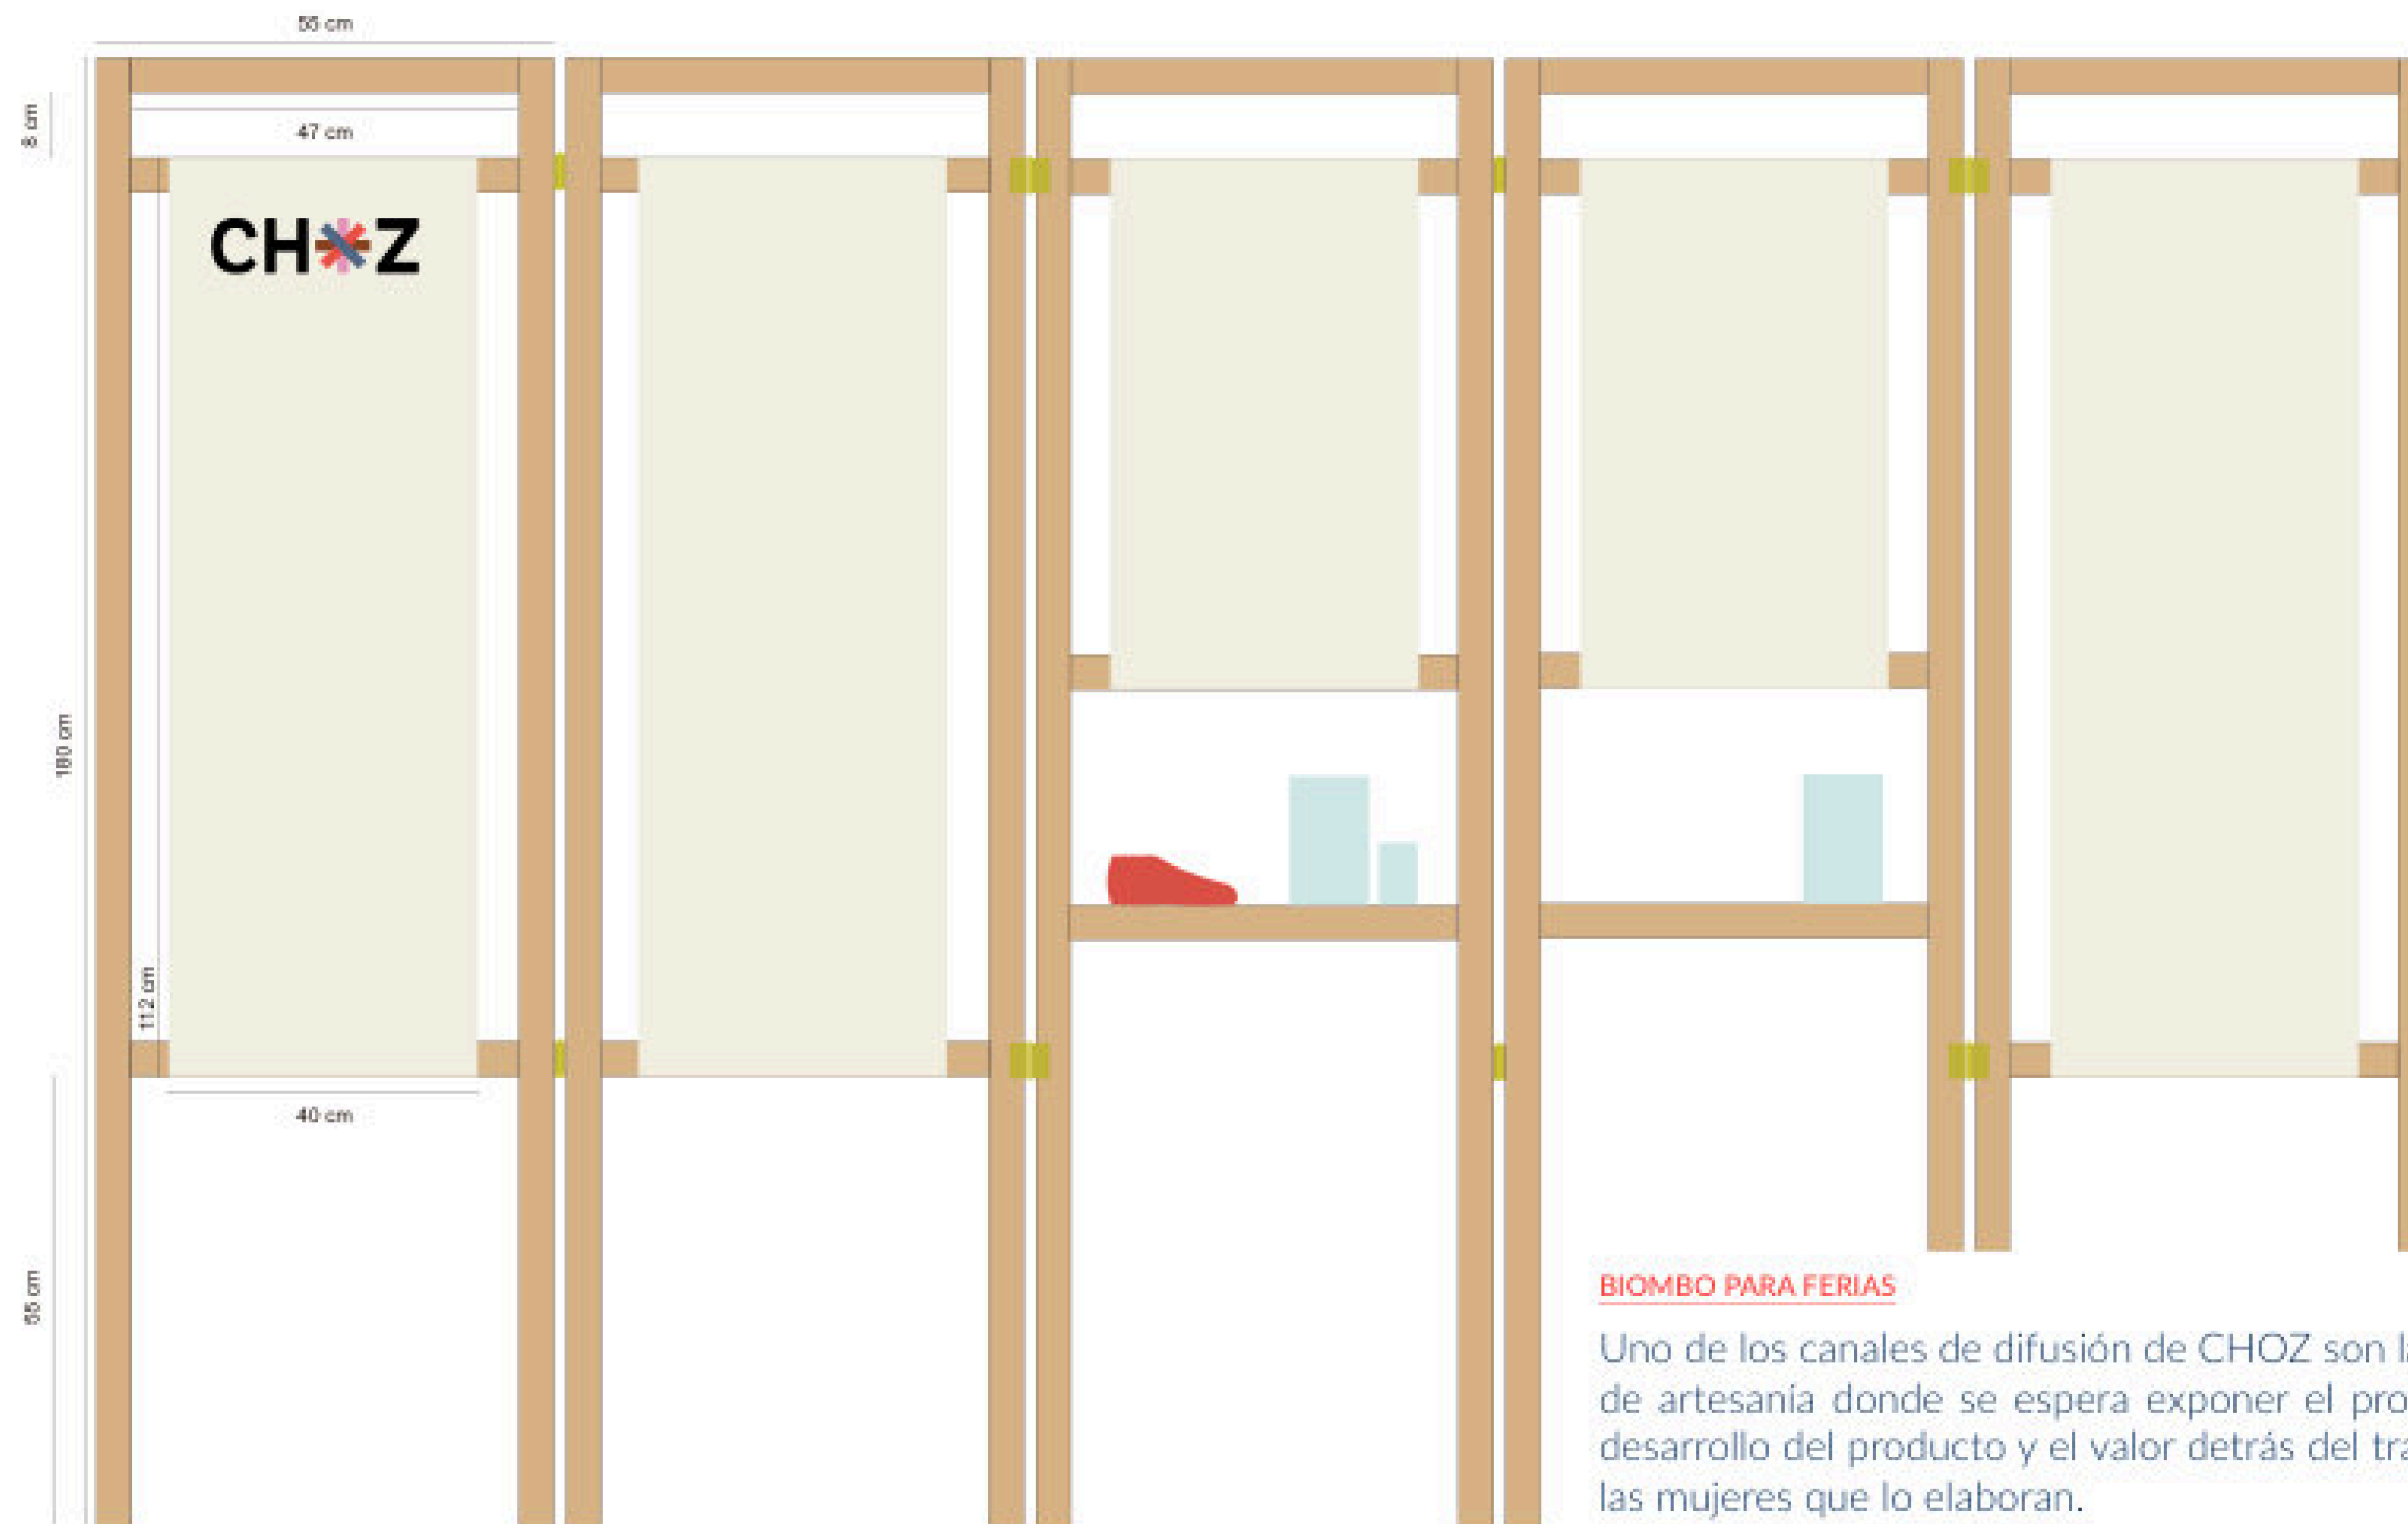 55 cm
8 cm
47 cm
CH*Z
180 cm
112 cm
40 cm
55 cm
BIOMBO PARA FERIAS
Uno de los canales de difusión de CHOZ son
de artesanía donde se espera exponer el
desarrollo del producto y el valor detrás del
las mujeres que lo elaboran.